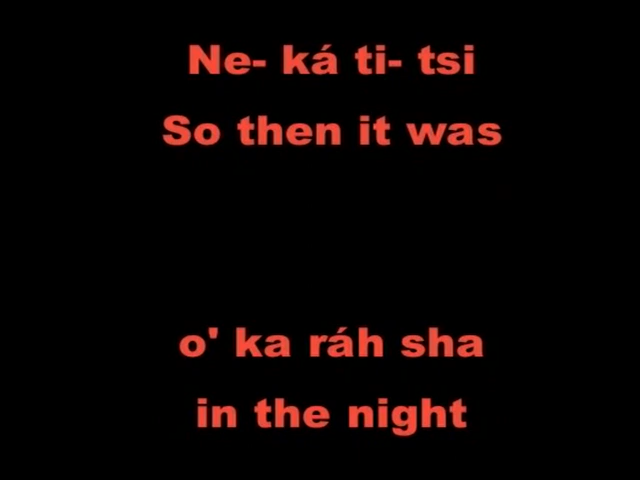 Ne- ká ti- tsi
So then it was
o' ka ráh sha
in the night